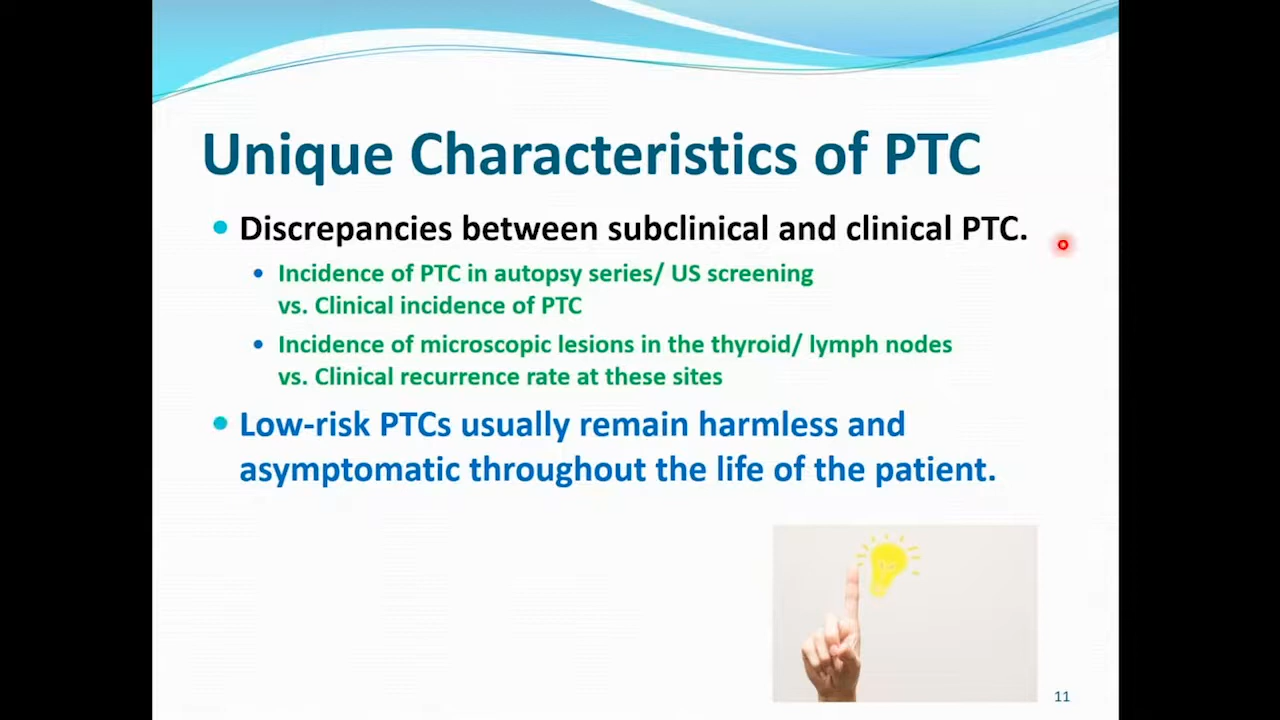 Unique Characteristics of PTC
Discrepancies between subclinical and clinical PTC.
Incidence of PTC in autopsy series/ US screening
vs. Clinical incidence of PTC
Incidence of microscopic lesions in the thyroid/ lymph nodes
vs. Clinical recurrence rate at these sites
Low-risk PTCs usually remain harmless and
asymptomatic throughout the life of the patient.
11